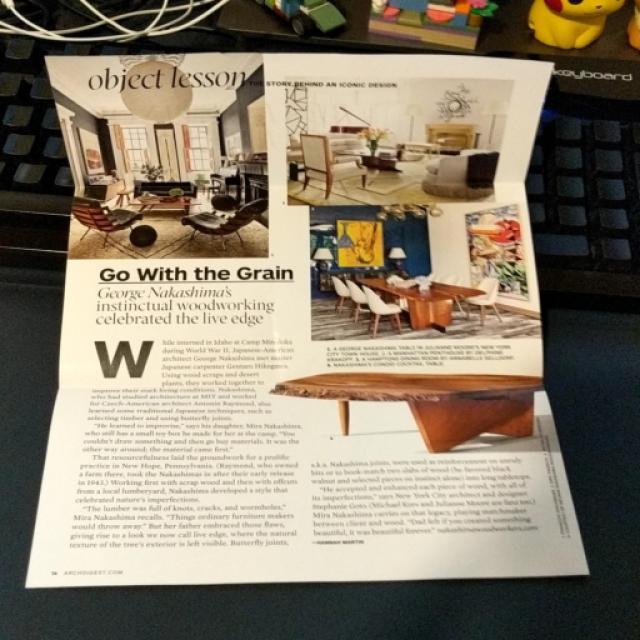 keyboard
object lesson THE STORY BEHIND AN ICONIC DESIGN
Go With the Grain
George Nakashima's
instinctual woodworking
celebrated the live edge
While interned in Idaho at Camp Minidoka
during World War II, Japanese-American
architect George Nakashima met master
Japanese carpenter Gentaro Hikogawa.
Using wood scraps and desert
plants, they worked together to
improve their stark living conditions. Nakashima,
who had studied architecture at MIT and worked
for Czech-American architect Antonin Raymond, also
learned some traditional Japanese techniques, such as
selecting timber and using butterfly joints.
"He learned to improvise," says his daughter, Mira Nakashima,
who still has a small toy box he made for her at the camp. "You
couldn't draw something and then go buy materials. It was the
other way around; the material came first."
That resourcefulness laid the groundwork for a prolific
practice in New Hope, Pennsylvania. (Raymond, who owned
a farm there, took the Nakashimas in after their early release
in 1943.) Working first with scrap wood and then with offcuts
from a local lumberyard, Nakashima developed a style that
celebrated nature's imperfections.
"The lumber was full of knots, cracks, and wormholes,"
Mira Nakashima recalls. "Things ordinary furniture makers
would throw away." But her father embraced those flaws,
giving rise to a look we now call live edge, where the natural
texture of the tree's exterior is left visible. Butterfly joints,
1. A GEORGE NAKASHIMA TABLE IN JULIANNE MOORE'S NEW YORK
CITY TOWN HOUSE. 2. A MANHATTAN PENTHOUSE BY DELPHINE
KRAKOFF. 3. A HAMPTONS DINING ROOM BY ANNABELLE SELLDORF.
4. NAKASHIMA'S CONOID COCKTAIL TABLE.
a.k.a. Nakashima joints, were used as reinforcement on unruly
bits or to book match two slabs of wood (he favored black
walnut and selected pieces on instinct alone) into long tabletops.
"He accepted and enhanced each piece of wood, with all of
its imperfections," says New York City architect and designer
Stephanie Goto (Michael Kors and Julianne Moore are fans too.)
Mira Nakashima carries on that legacy, playing matchmaker
between client and wood. "Dad felt if you created something
beautiful, it was beautiful forever." nakashimawoodworkers.com
—HANNAH MARTIN
ARCHDIGEST.COM